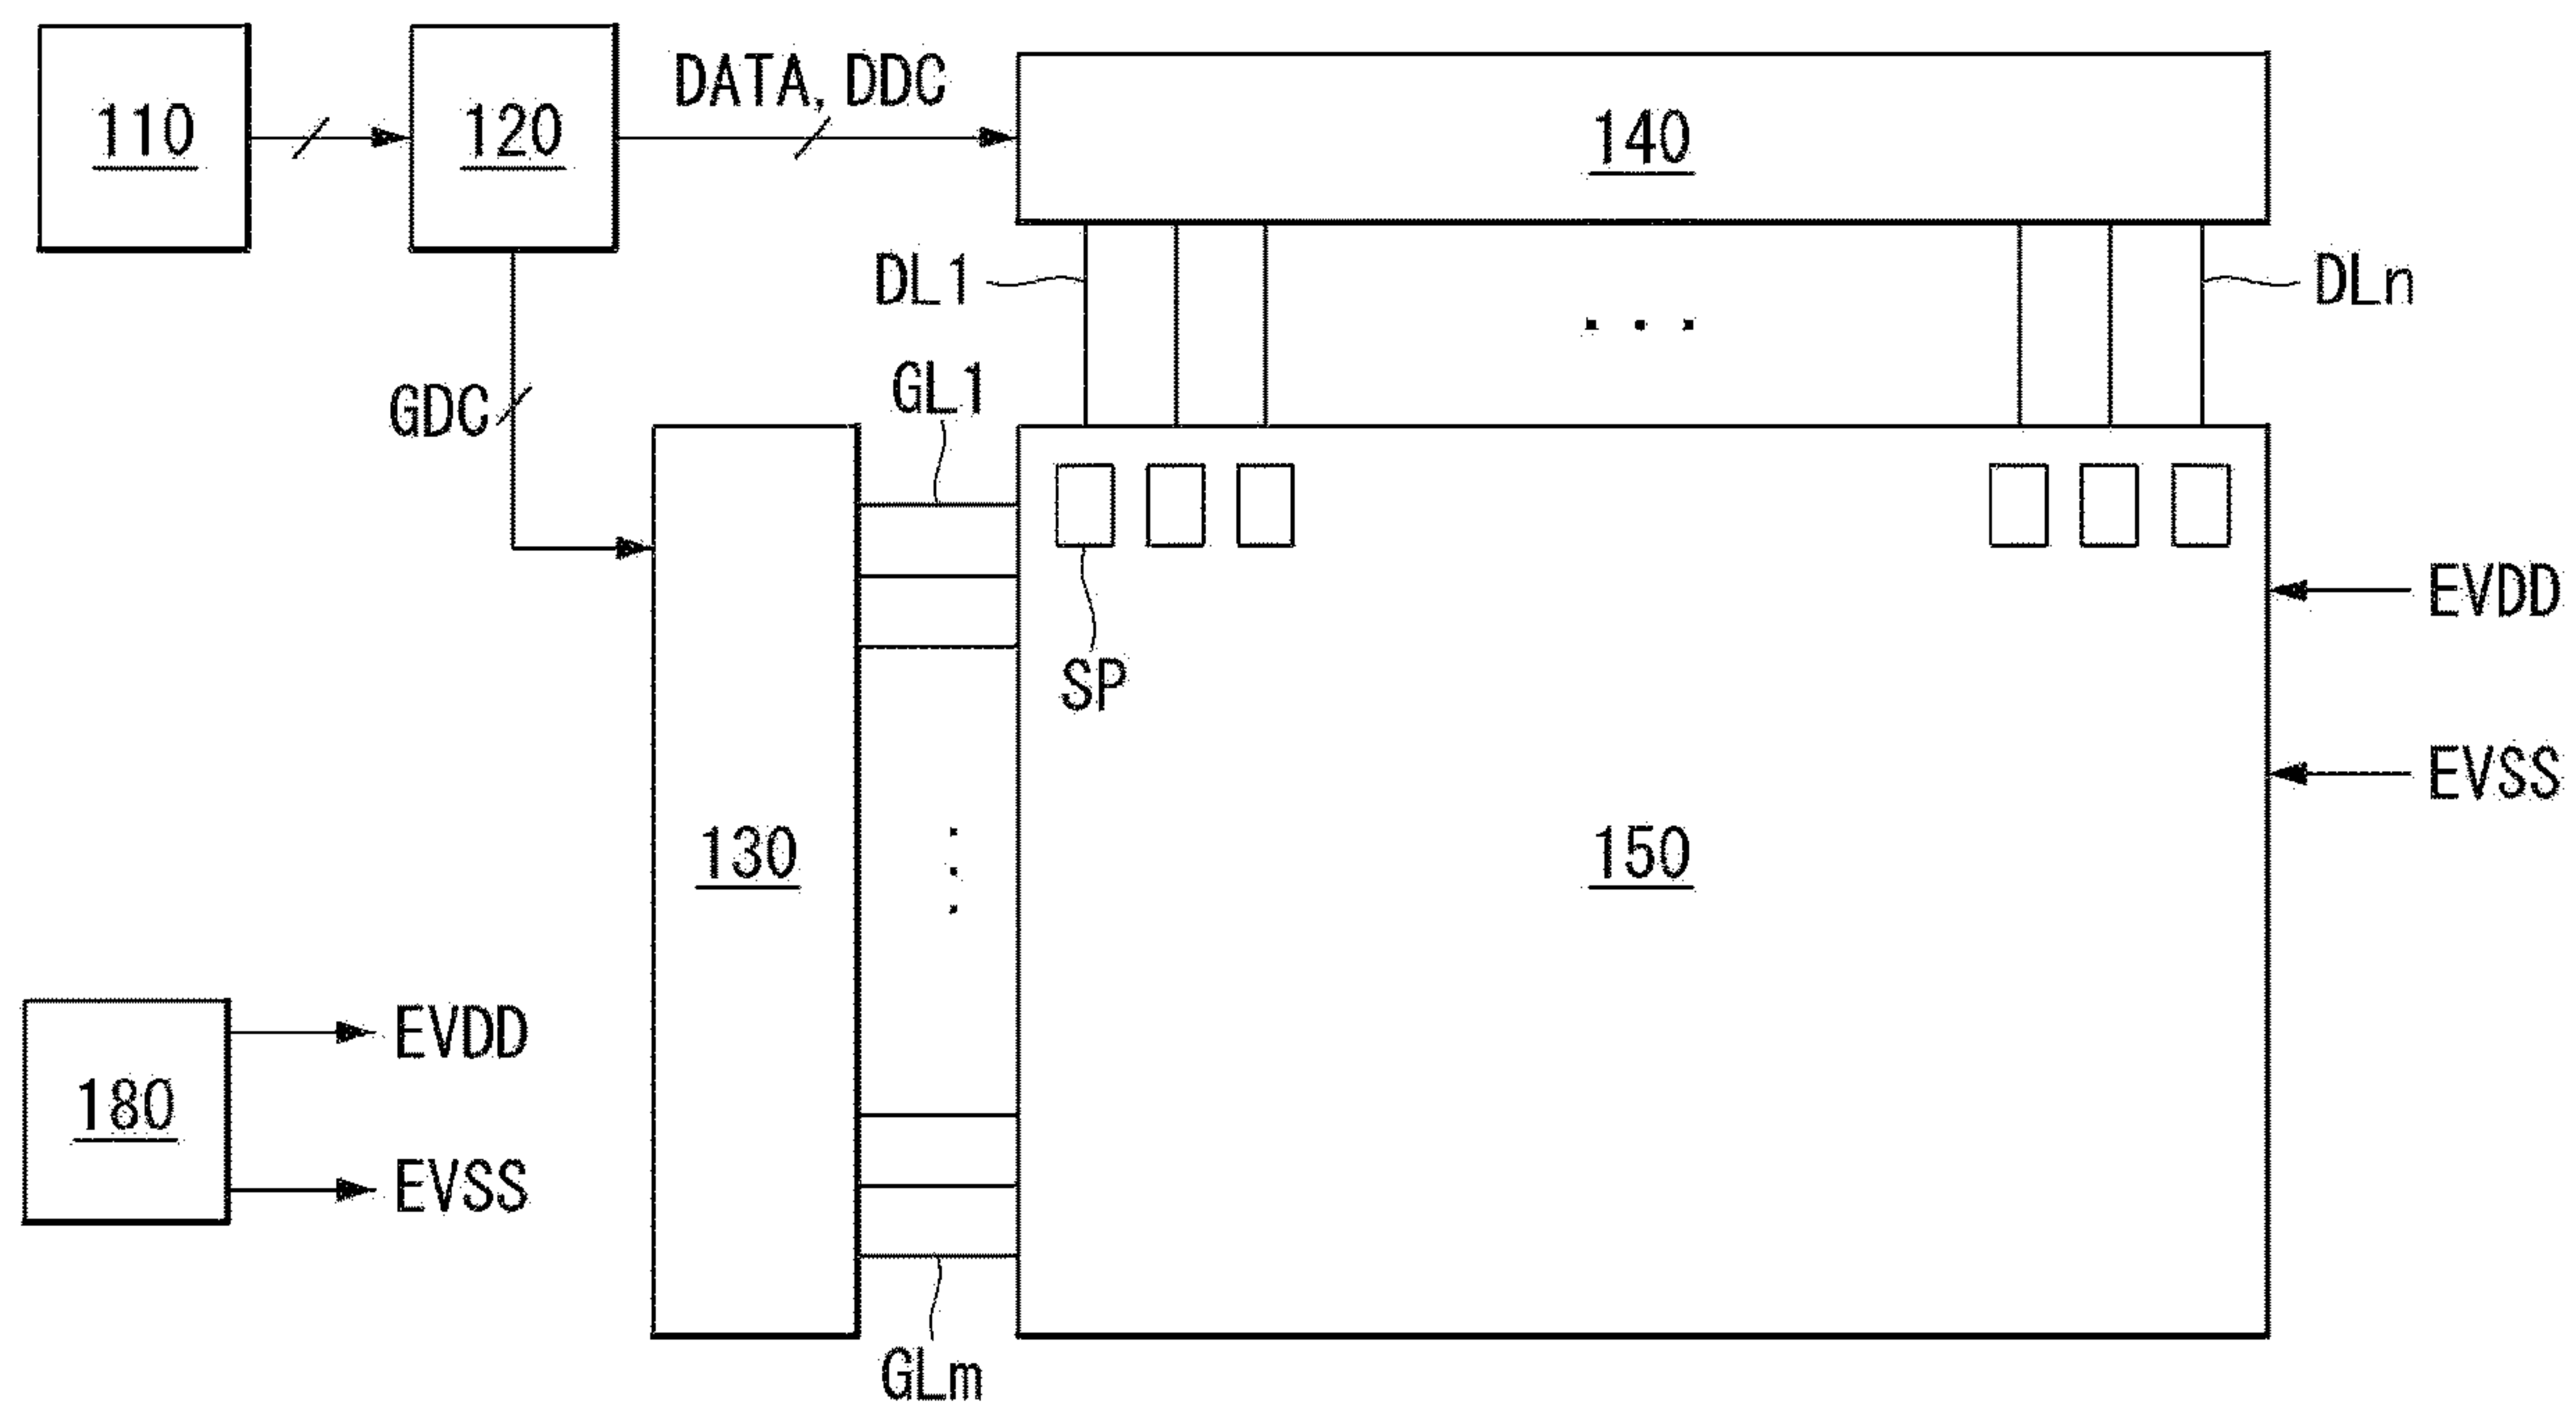 110
120
DATA, DDC
140
DL1
DLn
GDC
GL1
SP
EVDD
EVSS
130
150
180
EVDD
EVSS
GLm